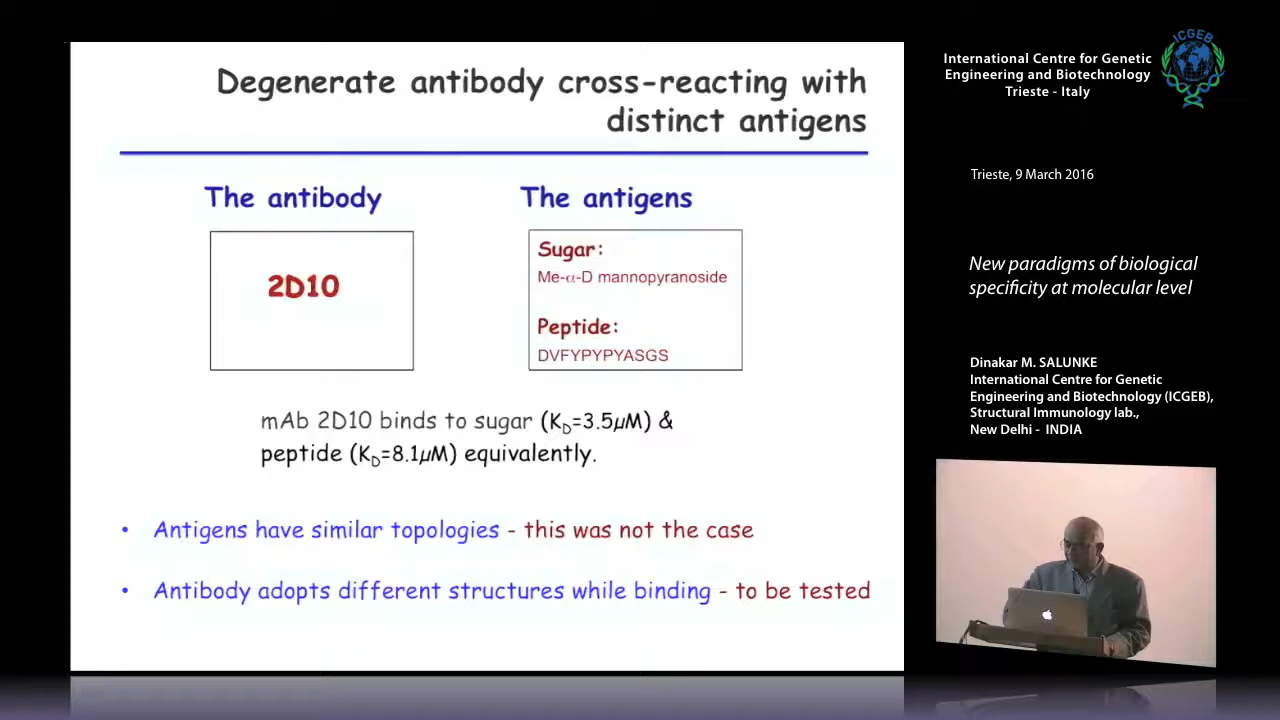 Degenerate antibody cross-reacting with
distinct antigens
The antibody
2D10
The antigens
Sugar:
Me-α-D mannopyranoside
Peptide:
DVFYPYPYASGS
mAb 2D10 binds to sugar (KD=3.5μM) &
peptide (KD=8.1μM) equivalently.
• Antigens have similar topologies - this was not the case
• Antibody adopts different structures while binding - to be tested
International Centre for Genetic
Engineering and Biotechnology
Trieste - Italy
ICGEB
Trieste, 9 March 2016
New paradigms of biological
specificity at molecular level
Dinakar M. SALUNKE
International Centre for Genetic
Engineering and Biotechnology (ICGEB),
Structural Immunology lab.,
New Delhi - INDIA